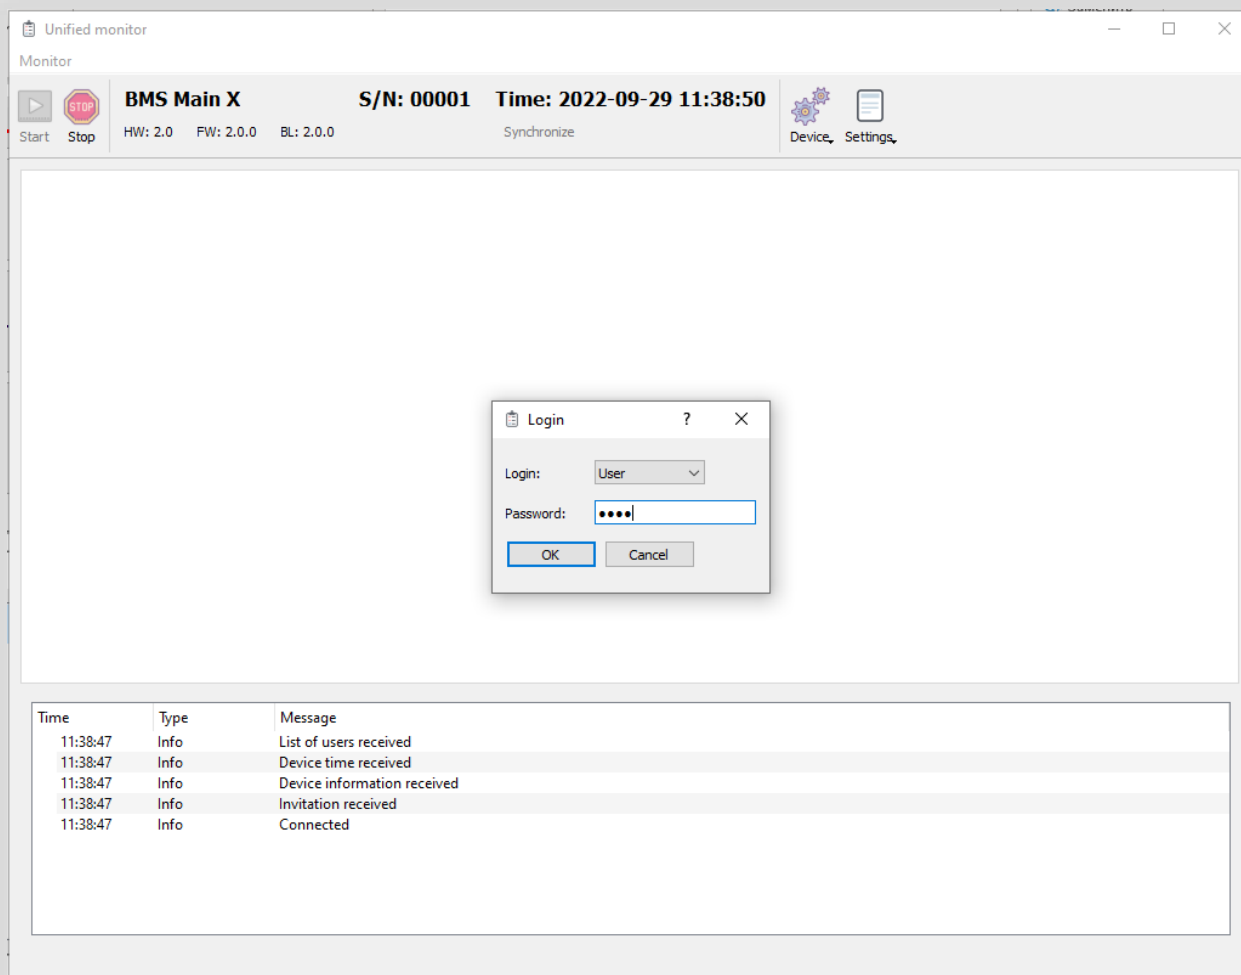 Unified monitor
Monitor
BMS Main X S/N: 00001 Time: 2022-09-29 11:38:50
STOP
Start Stop HW: 2.0 FW: 2.0.0 BL: 2.0.0 Synchronize Device Settings
Login ?
Login: User
Password: ••••
OK Cancel
Time Type Message
11:38:47 Info List of users received
11:38:47 Info Device time received
11:38:47 Info Device information received
11:38:47 Info Invitation received
11:38:47 Info Connected